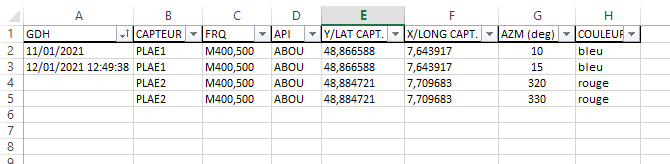 A B C D E F G H
1 GDH CAPTEUR FRQ API Y/LAT CAPT. X/LONG CAPT. AZM (deg) COULEUR
2 11/01/2021 PLAE1 M400,500 ABOU 48,866588 7,643917 10 bleu
3 12/01/2021 12:49:38 PLAE1 M400,500 ABOU 48,866588 7,643917 15 bleu
4 PLAE2 M400,500 ABOU 48,884721 7,709683 320 rouge
5 PLAE2 M400,500 ABOU 48,884721 7,709683 330 rouge
6
7
8